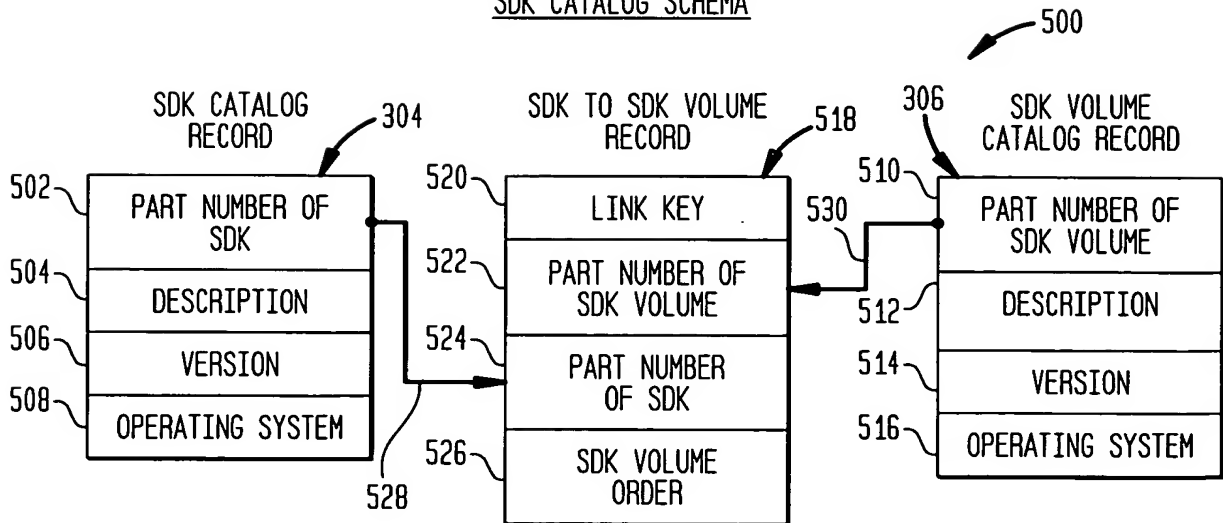 SDK CATALOG SCHEMA
500
SDK CATALOG
RECORD
304
502
PART NUMBER OF
SDK
504
DESCRIPTION
506
VERSION
508
OPERATING SYSTEM
528
SDK TO SDK VOLUME
RECORD
518
520
LINK KEY
522
PART NUMBER OF
SDK VOLUME
524
PART NUMBER
OF SDK
526
SDK VOLUME
ORDER
530
306
SDK VOLUME
CATALOG RECORD
510
PART NUMBER OF
SDK VOLUME
512
DESCRIPTION
514
VERSION
516
OPERATING SYSTEM